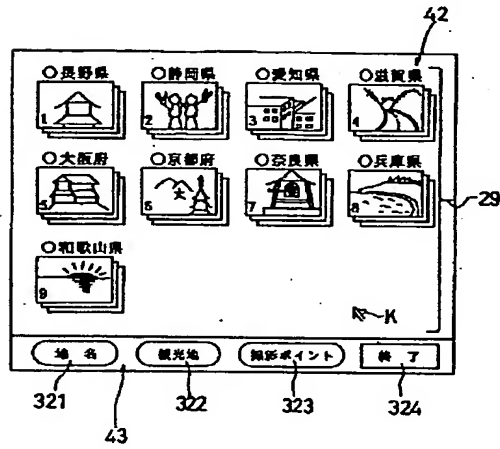 42
○長野県 ○静岡県 ○愛知県 ○滋賀県
1 2 3 4
○大阪府 ○京都府 ○奈良県 ○兵庫県
5 6 7 8
29
○和歌山県
9
K
地名 観光地 撮影ポイント 終了
321 322 323 324
43